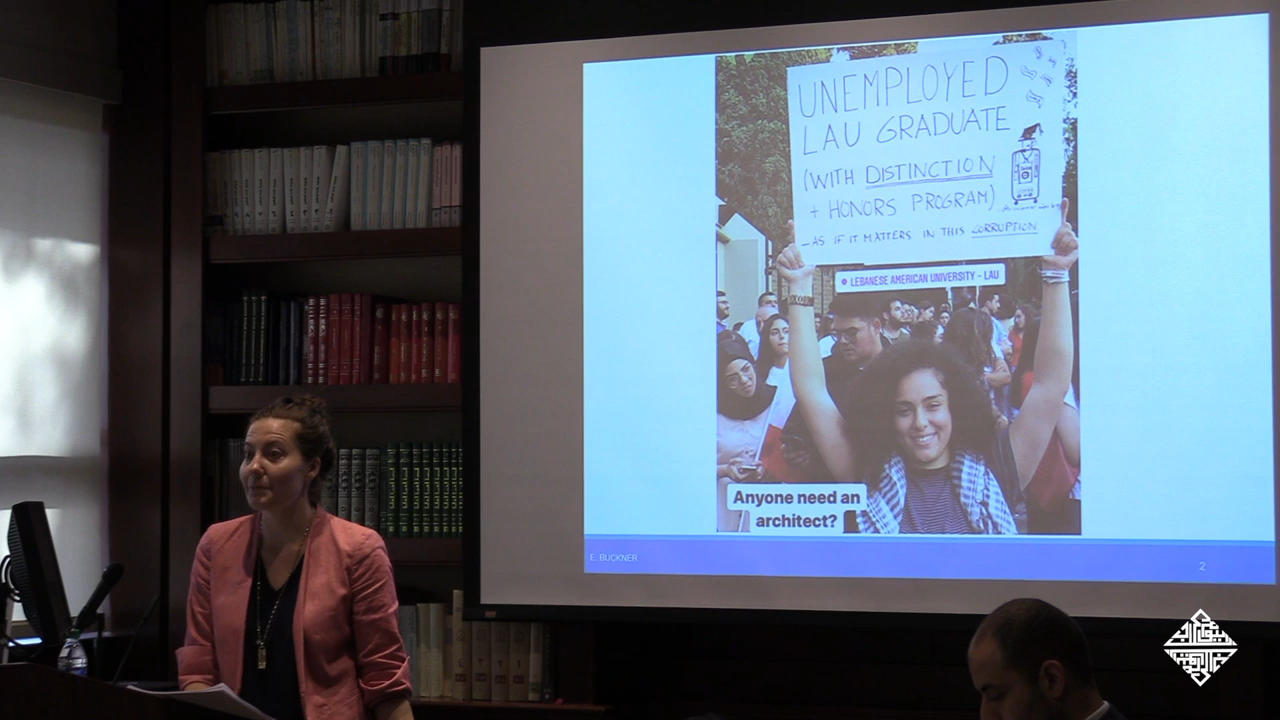 UNEMPLOYED
LAU GRADUATE
(WITH DISTINCTION
+ HONORS PROGRAM)
- AS IF IT MATTERS IN THIS CORRUPTION
LEBANESE AMERICAN UNIVERSITY - LAU
Anyone need an
architect?
E. BUCKNER
2